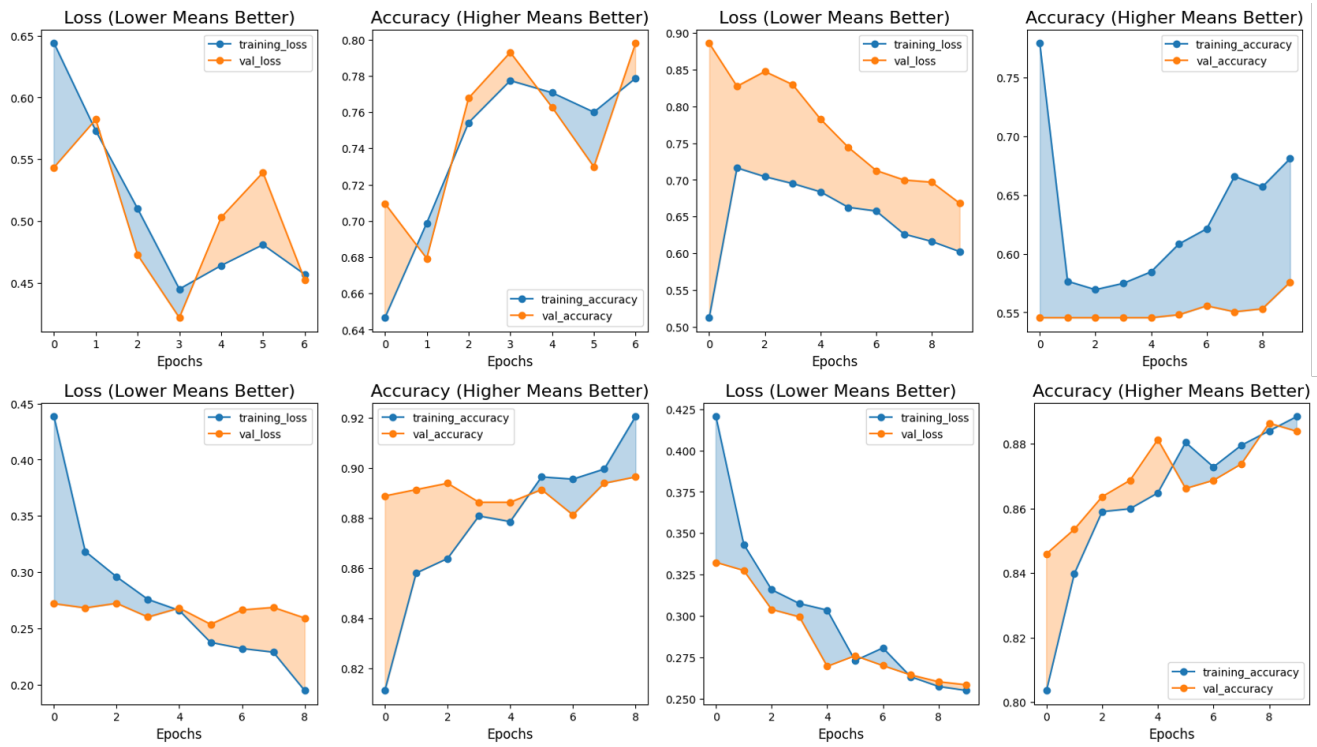 Loss (Lower Means Better)
0.65
0.60
0.55
0.50
0.45
training_loss
val_loss
0 1 2 3 4 5 6
Epochs
Accuracy (Higher Means Better)
0.80
0.78
0.76
0.74
0.72
0.70
0.68
0.66
0.64
training_accuracy
val_accuracy
0 1 2 3 4 5 6
Epochs
Loss (Lower Means Better)
0.90
0.85
0.80
0.75
0.70
0.65
0.60
0.55
0.50
training_loss
val_loss
0 2 4 6 8
Epochs
Accuracy (Higher Means Better)
0.75
0.70
0.65
0.60
0.55
training_accuracy
val_accuracy
0 2 4 6 8
Epochs
Loss (Lower Means Better)
0.45
0.40
0.35
0.30
0.25
0.20
training_loss
val_loss
0 2 4 6 8
Epochs
Accuracy (Higher Means Better)
0.92
0.90
0.88
0.86
0.84
0.82
training_accuracy
val_accuracy
0 2 4 6 8
Epochs
Loss (Lower Means Better)
0.425
0.400
0.375
0.350
0.325
0.300
0.275
0.250
training_loss
val_loss
0 2 4 6 8
Epochs
Accuracy (Higher Means Better)
0.88
0.86
0.84
0.82
0.80
training_accuracy
val_accuracy
0 2 4 6 8
Epochs